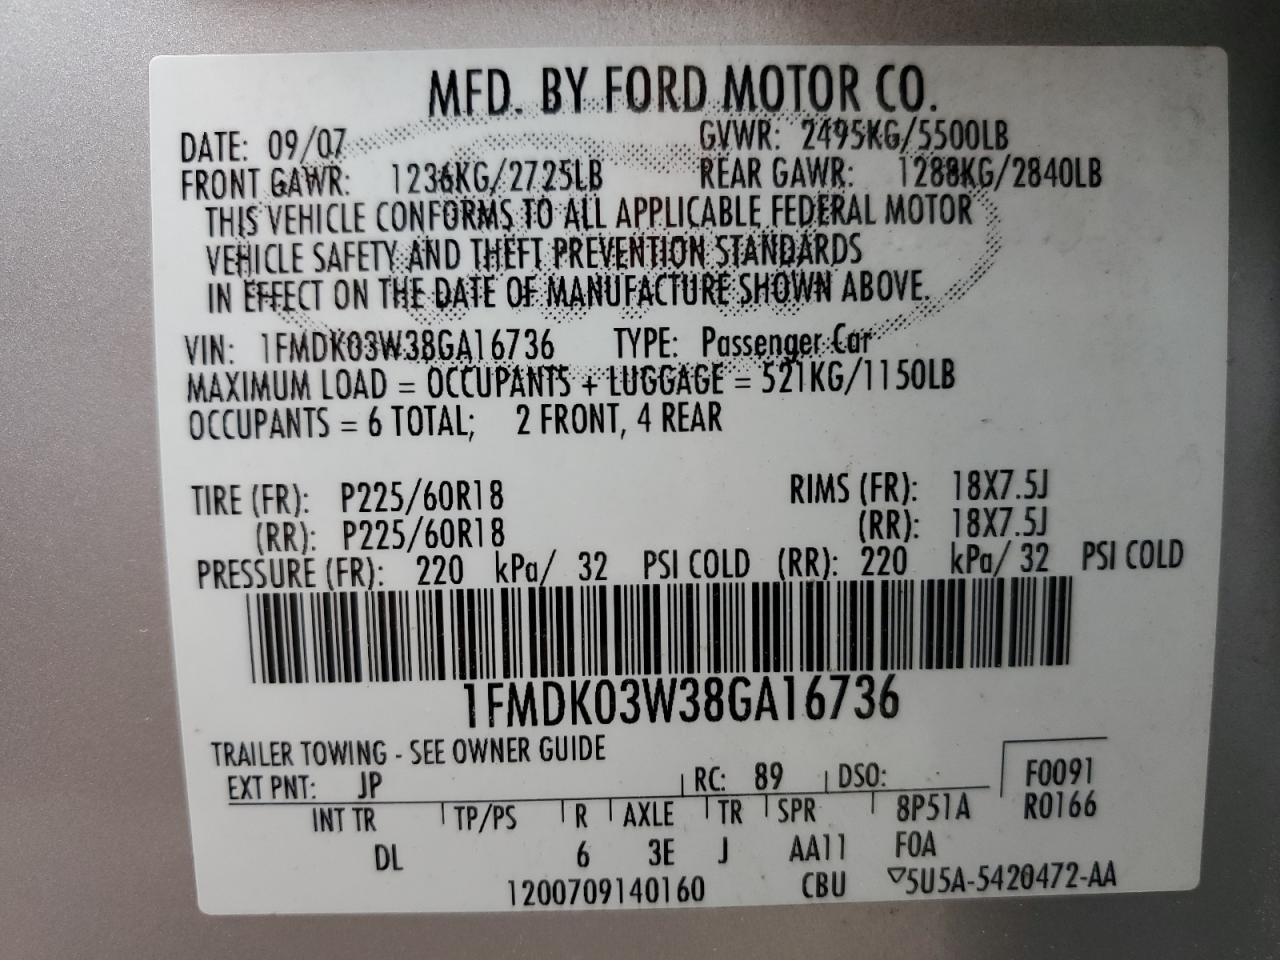 MFD. BY FORD MOTOR CO.
DATE: 09/07 GVWR: 2495KG/5500LB
FRONT GAWR: 1236KG/2725LB REAR GAWR: 1288KG/2840LB
THIS VEHICLE CONFORMS TO ALL APPLICABLE FEDERAL MOTOR
VEHICLE SAFETY AND THEFT PREVENTION STANDARDS
IN EFFECT ON THE DATE OF MANUFACTURE SHOWN ABOVE.
VIN: 1FMDK03W38GA16736 TYPE: Passenger Car
MAXIMUM LOAD = OCCUPANTS + LUGGAGE = 521KG/1150LB
OCCUPANTS = 6 TOTAL; 2 FRONT, 4 REAR
TIRE (FR): P225/60R18 RIMS (FR): 18X7.5J
(RR): P225/60R18 (RR): 18X7.5J
PRESSURE (FR): 220 kPa/ 32 PSI COLD (RR): 220 kPa/ 32 PSI COLD
1FMDK03W38GA16736
TRAILER TOWING - SEE OWNER GUIDE
EXT PNT: JP RC: 89 DSO: F0091
INT TR TP/PS R AXLE TR SPR 8P51A R0166
DL 6 3E J AA11 FOA
1200709140160 CBU ▽5U5A-5420472-AA